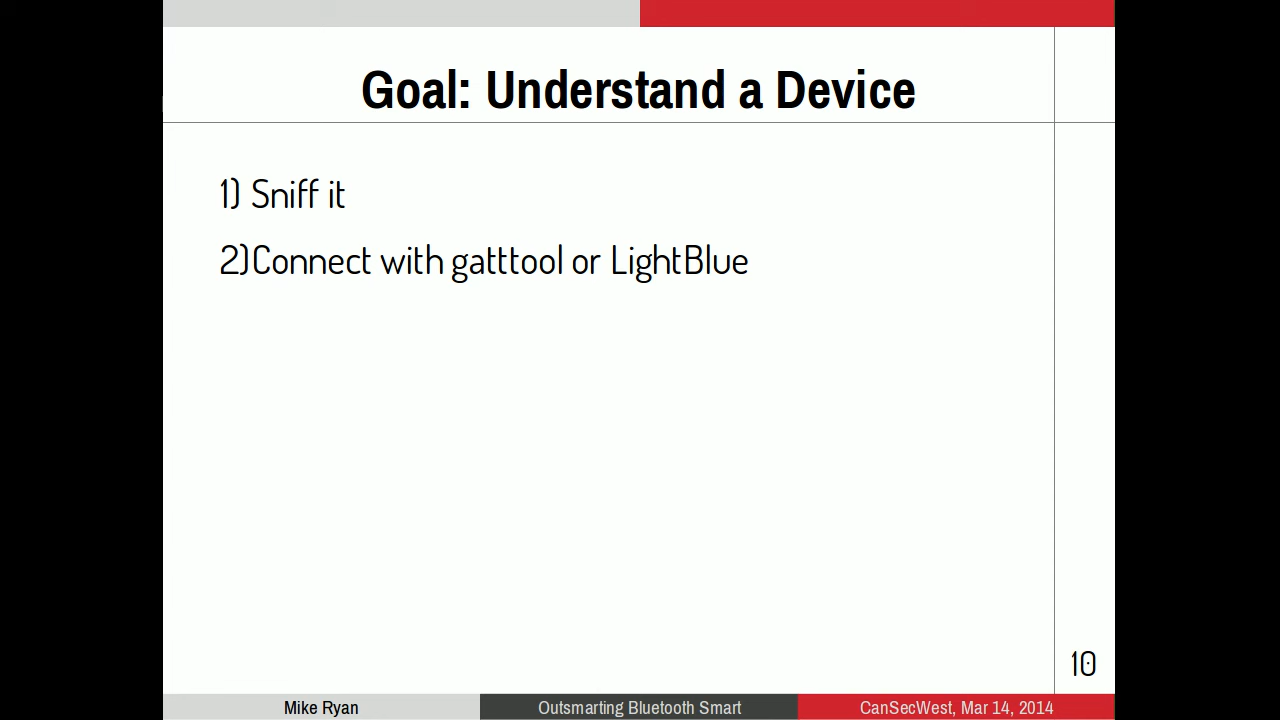 Goal: Understand a Device
1) Sniff it
2)Connect with gatttool or LightBlue
10
Mike Ryan
Outsmarting Bluetooth Smart
CanSecWest, Mar 14, 2014